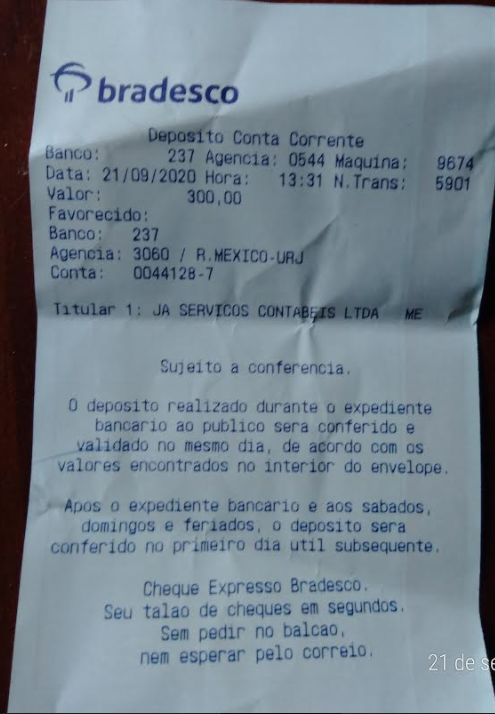 bradesco
Deposito Conta Corrente
Banco: 237 Agencia: 0544 Maquina: 9674
Data: 21/09/2020 Hora: 13:31 N.Trans: 5901
Valor: 300,00
Favorecido:
Banco: 237
Agencia: 3060 / R.MEXICO-URJ
Conta: 0044128-7
Titular 1: JA SERVICOS CONTABEIS LTDA ME
Sujeito a conferencia.
O deposito realizado durante o expediente
bancario ao publico sera conferido e
validado no mesmo dia, de acordo com os
valores encontrados no interior do envelope.
Apos o expediente bancario e aos sabados,
domingos e feriados, o deposito sera
conferido no primeiro dia util subsequente.
Cheque Expresso Bradesco.
Seu talao de cheques em segundos.
Sem pedir no balcao,
nem esperar pelo correio.
21 de se